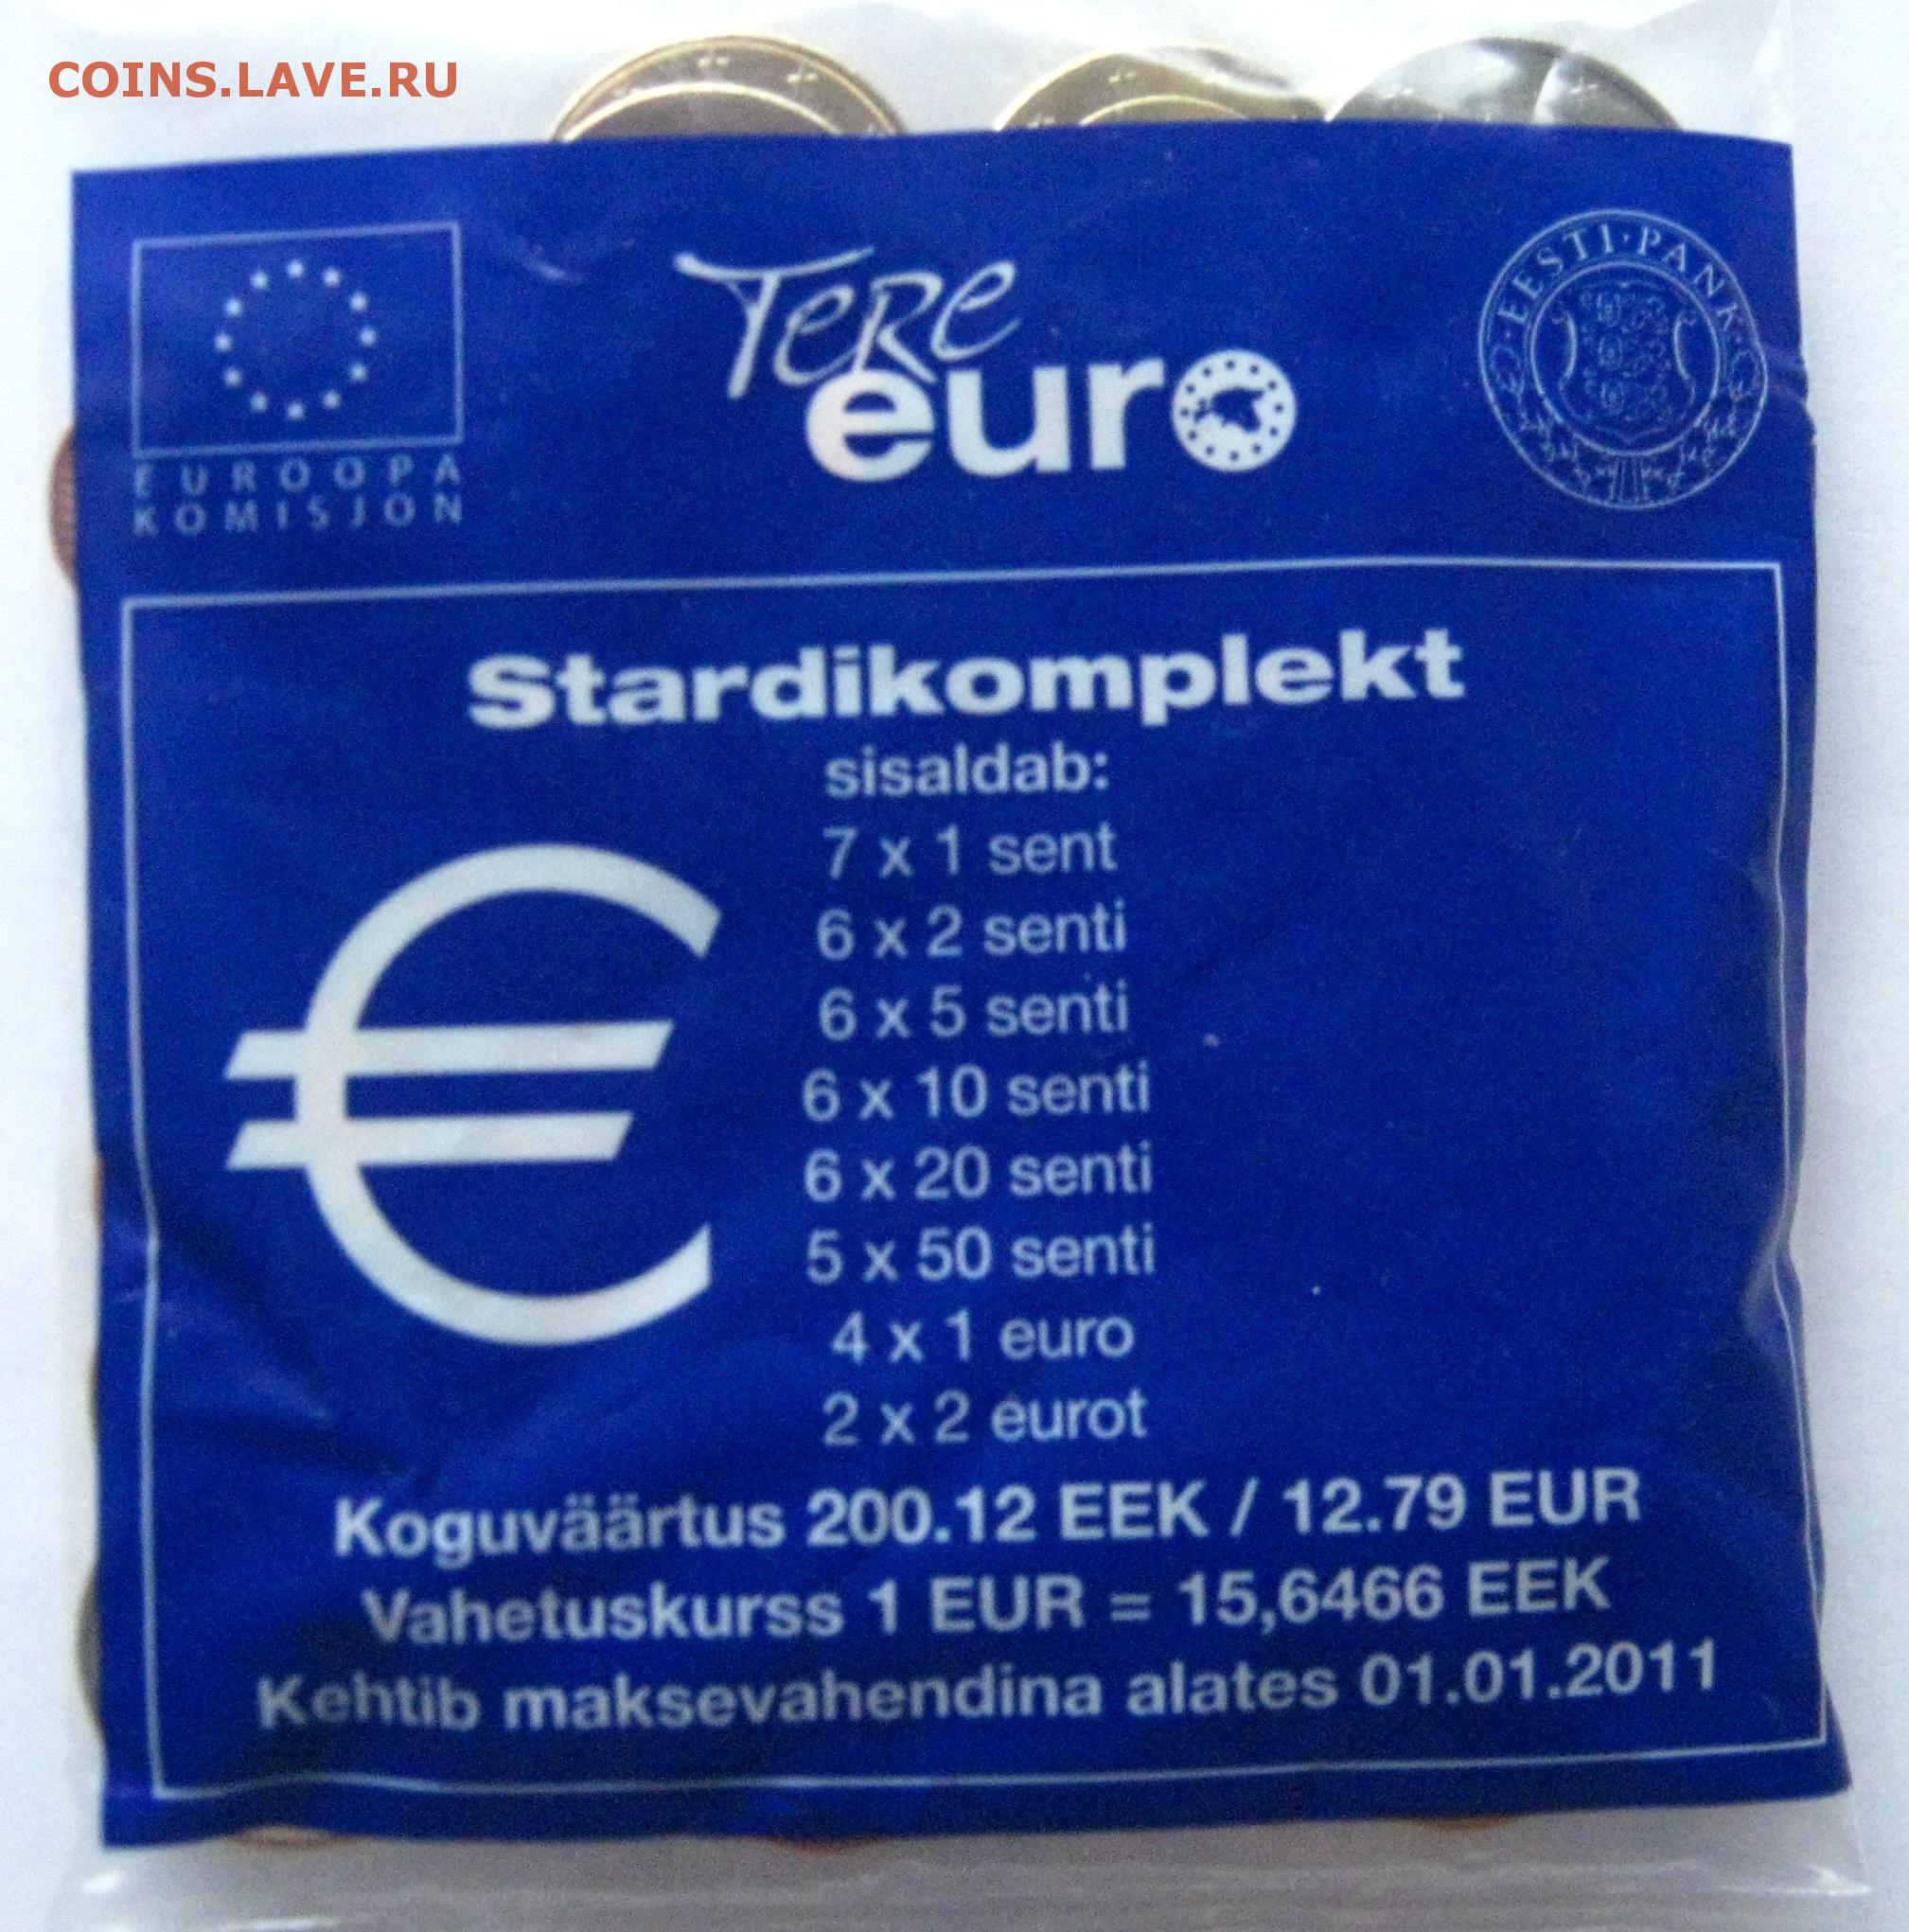 COINS.LAVE.RU
EUROOPA
KOMISJON
Tere
euro
EESTI·PANK
Stardikomplekt
sisaldab:
7 x 1 sent
6 x 2 senti
6 x 5 senti
6 x 10 senti
6 x 20 senti
5 x 50 senti
4 x 1 euro
2 x 2 eurot
€
Koguväärtus 200.12 EEK / 12.79 EUR
Vahetuskurss 1 EUR = 15,6466 EEK
Kehtib maksevahendina alates 01.01.2011